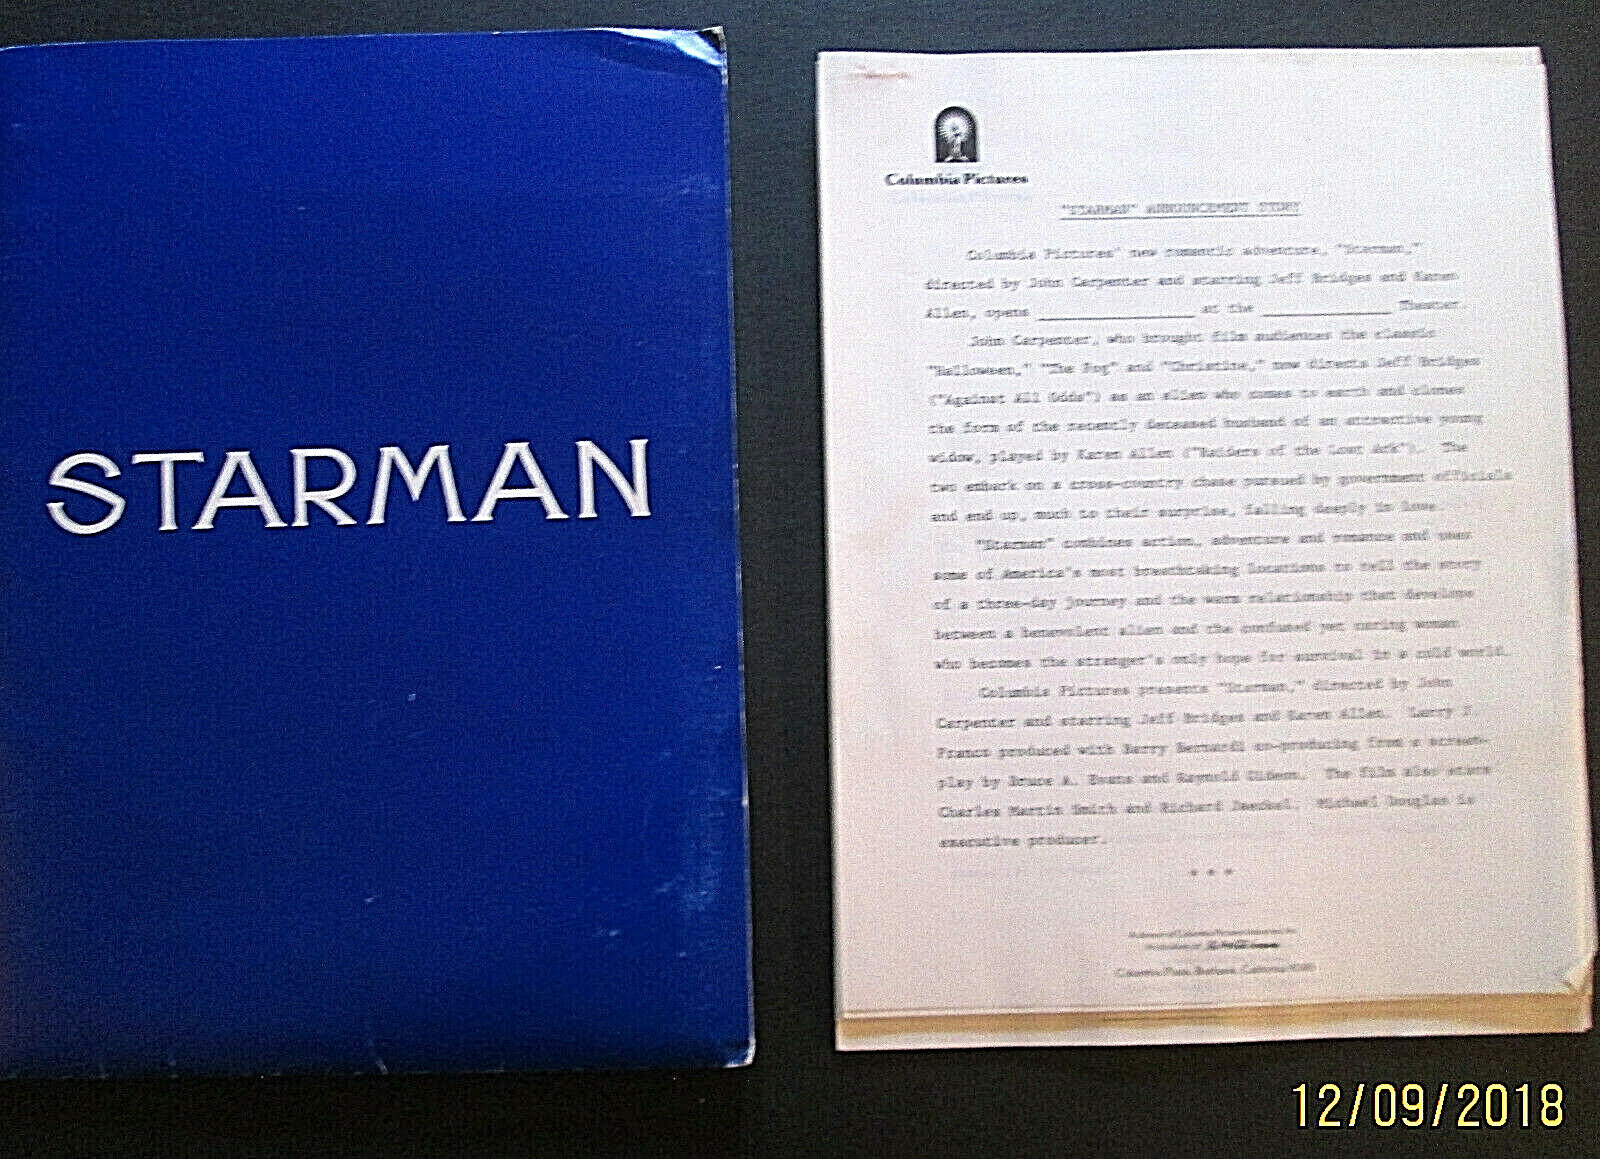 STARMAN
Columbia Pictures
"STARMAN" ANNOUNCEMENT STORY
Columbia Pictures' new romantic adventure, "Starman,"
directed by John Carpenter and starring Jeff Bridges and Karen
Allen, opens at the Theater.
John Carpenter, who brought film audiences the classic
"Halloween," "The Fog" and "Christine," now directs Jeff Bridges
("Against All Odds") as an alien who comes to earth and clones
the form of the recently deceased husband of an attractive young
widow, played by Karen Allen ("Raiders of the Lost Ark"). The
two embark on a cross-country chase pursued by government officials
and end up, much to their surprise, falling deeply in love.
"Starman" combines action, adventure and romance and uses
some of America's most breathtaking locations to tell the story
of a three-day journey and the warm relationship that develops
between a benevolent alien and the confused yet caring woman
who becomes the stranger's only hope for survival in a cold world.
Columbia Pictures presents "Starman," directed by John
Carpenter and starring Jeff Bridges and Karen Allen. Larry J.
Franco produced with Barry Bernardi co-producing from a screen-
play by Bruce A. Evans and Raynold Gideon. The film also stars
Charles Martin Smith and Richard Jaeckel. Michael Douglas is
executive producer.
* * *
Columbia Plaza, Burbank, California
12/09/2018